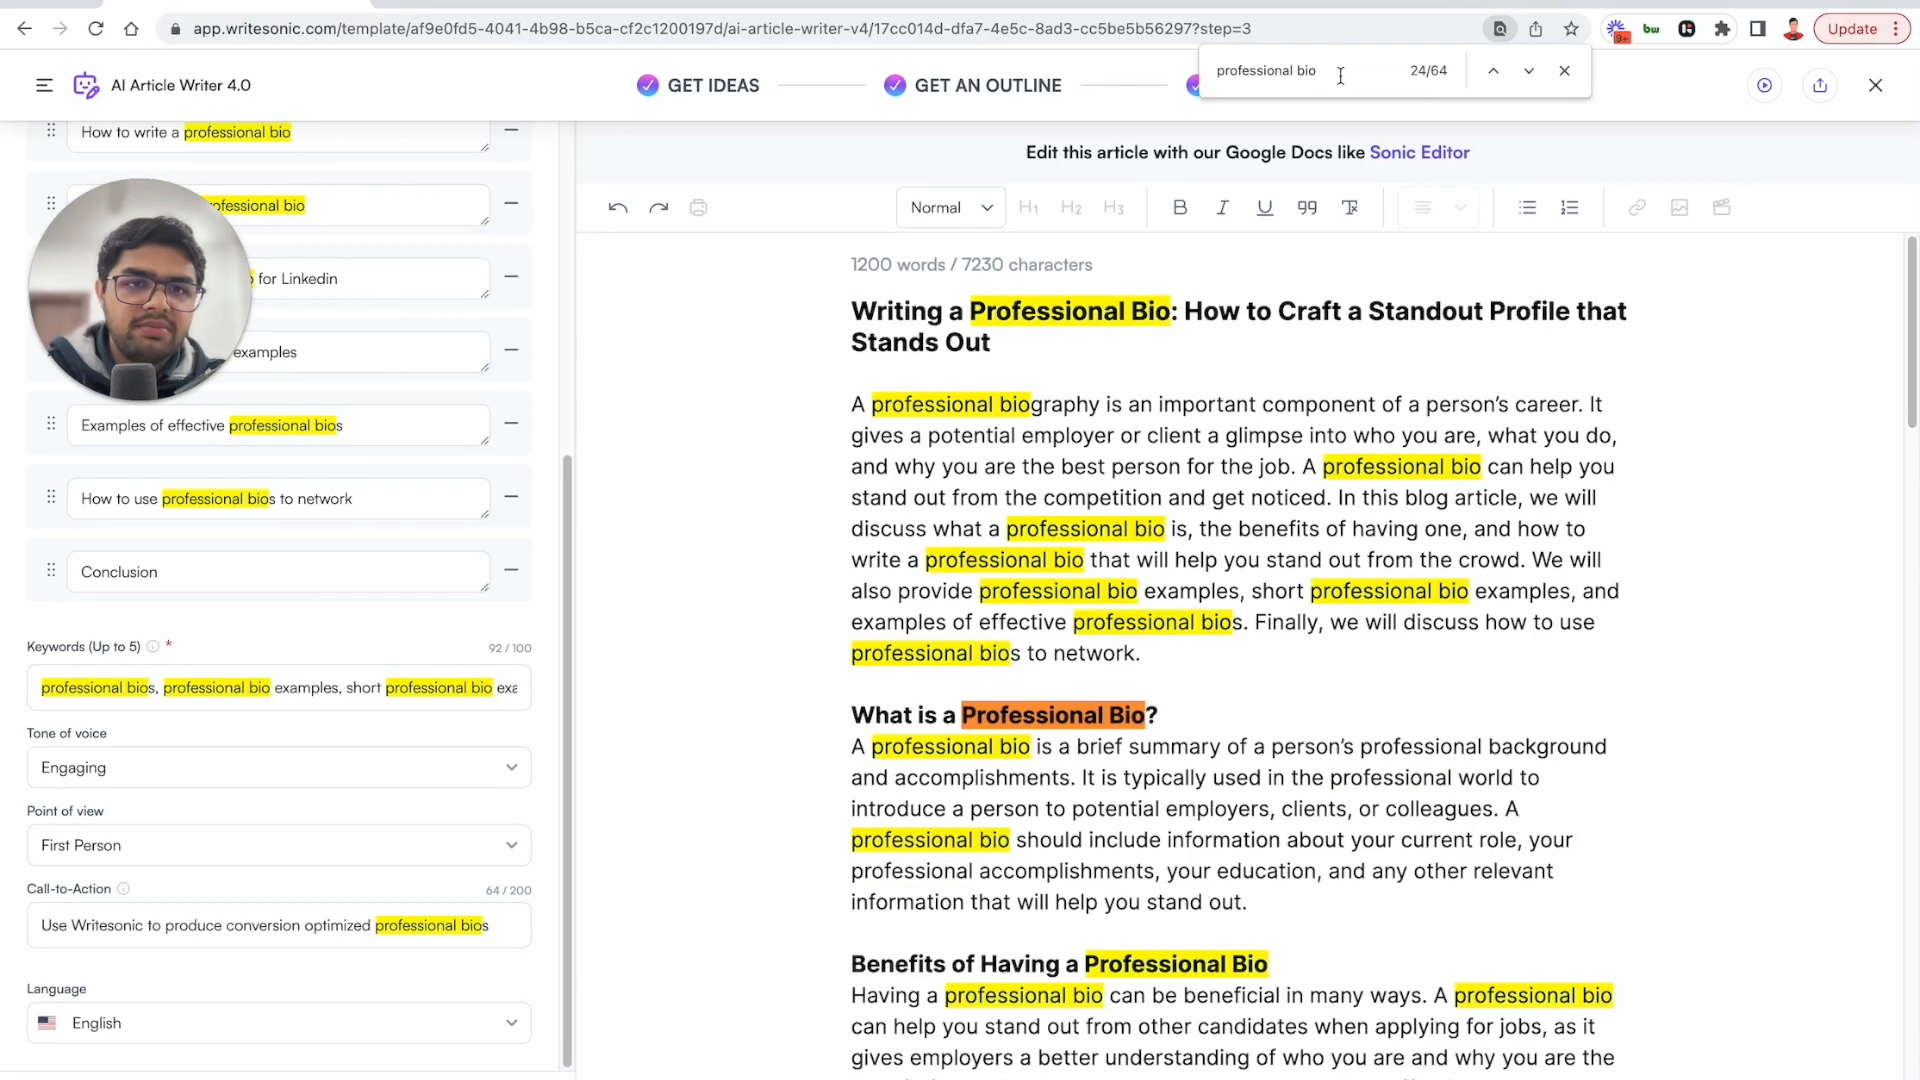 app.writesonic.com/template/af9e0fd5-4041-4b98-b5ca-cf2c1200197d/ai-article-writer-v4/17cc014d-dfa7-4e5c-8ad3-cc5be5b56297?step=3
9+
bw
Update
professional bio
24/64
AI Article Writer 4.0
GET IDEAS
GET AN OUTLINE
How to write a professional bio
ofessional bio
for Linkedin
examples
Examples of effective professional bios
How to use professional bios to network
Conclusion
Keywords (Up to 5) *
92 / 100
professional bios, professional bio examples, short professional bio exa
Tone of voice
Engaging
Point of view
First Person
Call-to-Action
64 / 200
Use Writesonic to produce conversion optimized professional bios
Language
English
Edit this article with our Google Docs like Sonic Editor
Normal
H1
H2
H3
B
I
U
99
1200 words / 7230 characters
Writing a Professional Bio: How to Craft a Standout Profile that
Stands Out
A professional biography is an important component of a person's career. It
gives a potential employer or client a glimpse into who you are, what you do,
and why you are the best person for the job. A professional bio can help you
stand out from the competition and get noticed. In this blog article, we will
discuss what a professional bio is, the benefits of having one, and how to
write a professional bio that will help you stand out from the crowd. We will
also provide professional bio examples, short professional bio examples, and
examples of effective professional bios. Finally, we will discuss how to use
professional bios to network.
What is a Professional Bio?
A professional bio is a brief summary of a person's professional background
and accomplishments. It is typically used in the professional world to
introduce a person to potential employers, clients, or colleagues. A
professional bio should include information about your current role, your
professional accomplishments, your education, and any other relevant
information that will help you stand out.
Benefits of Having a Professional Bio
Having a professional bio can be beneficial in many ways. A professional bio
can help you stand out from other candidates when applying for jobs, as it
gives employers a better understanding of who you are and why you are the